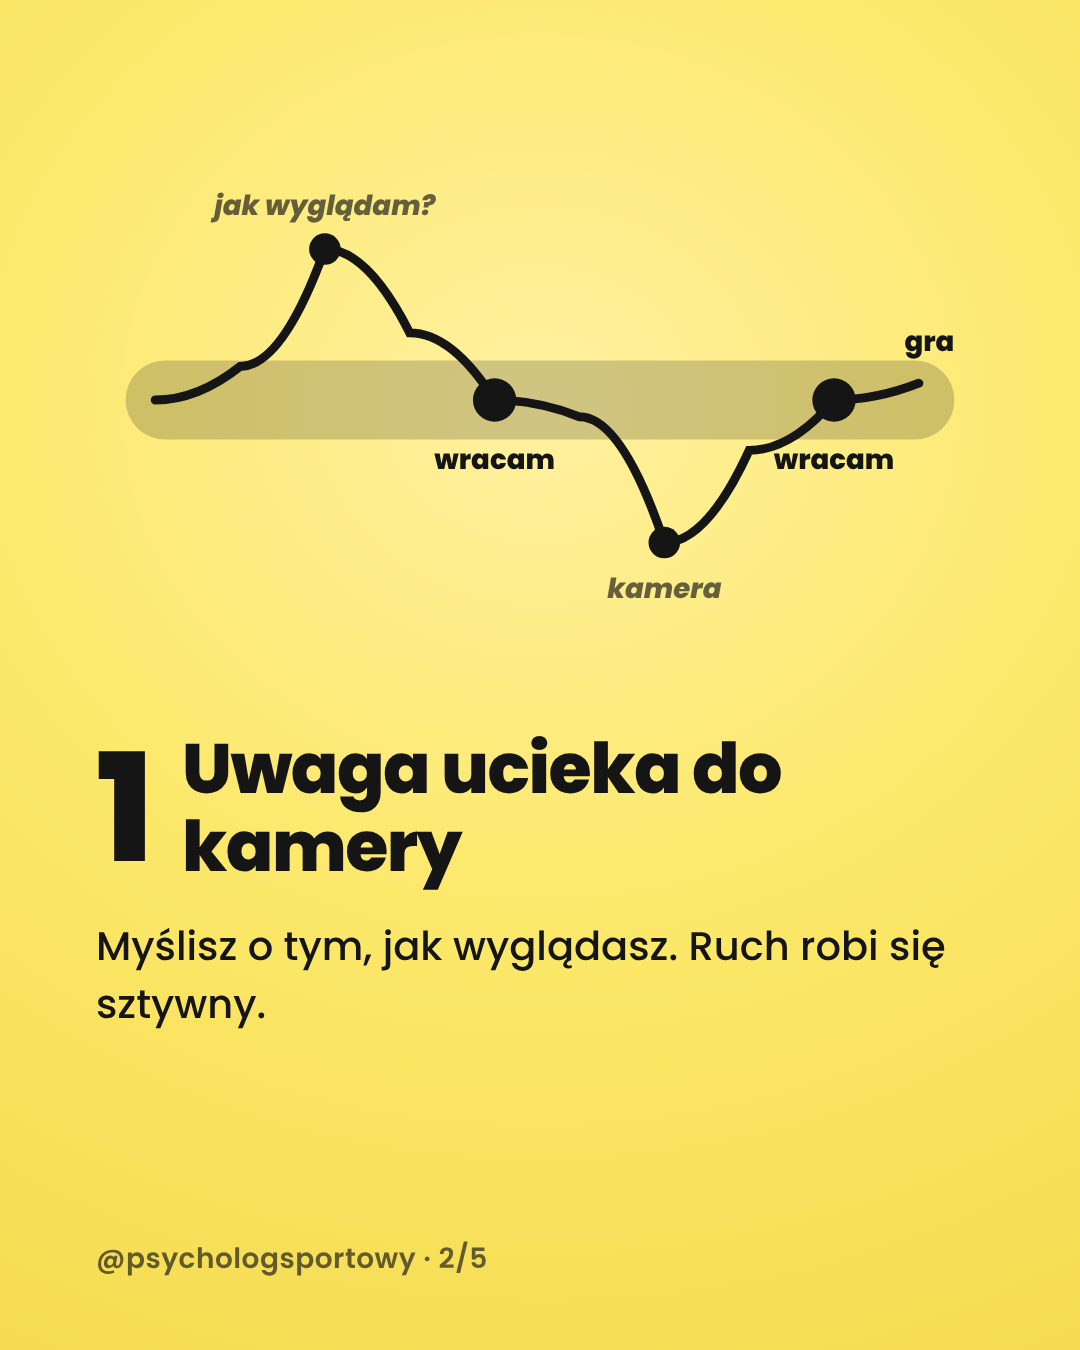 jak wyglądam?
gra
wracam
wracam
kamera
1
Uwaga ucieka do
kamery
Myślisz o tym, jak wyglądasz. Ruch robi się
sztywny.
@psychologsportowy · 2/5